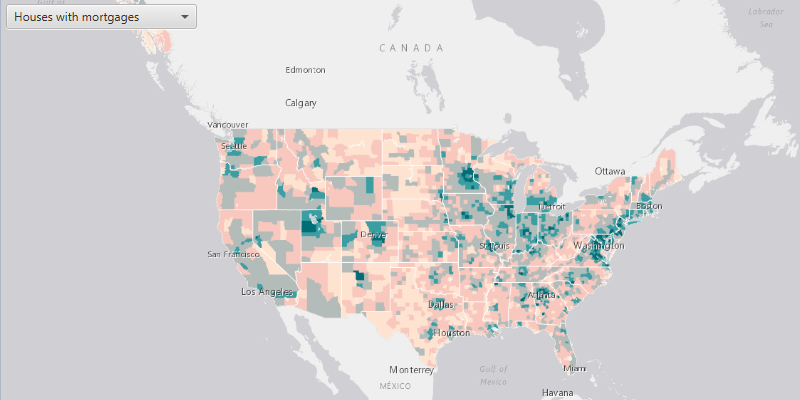 Houses with mortgages
Labrador
Sea
CANADA
Edmonton
Calgary
Vancouver
Seattle
Ottawa
Detroit
Boston
Denver
St Louis
Washington
San Francisco
Los Angeles
Atlanta
Dallas
Houston
Monterrey
Gulf of
Mexico
Miami
MÉXICO
Havana